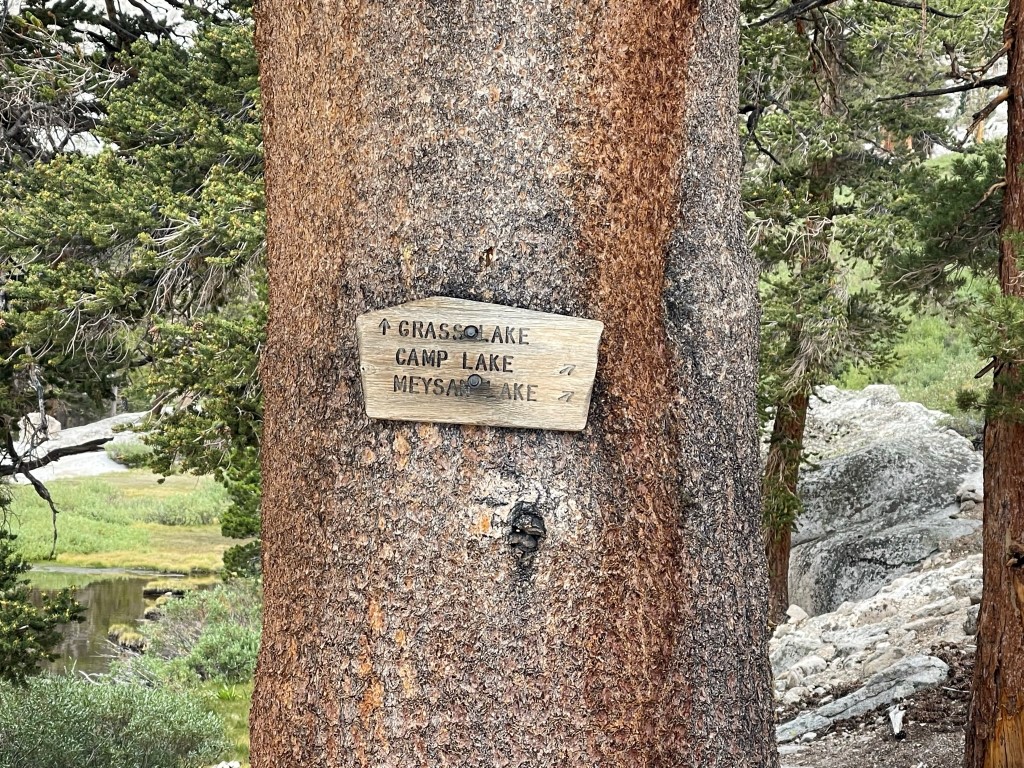 ↑ GRASS LAKE
CAMP LAKE ↗
MEYSAN LAKE ↗